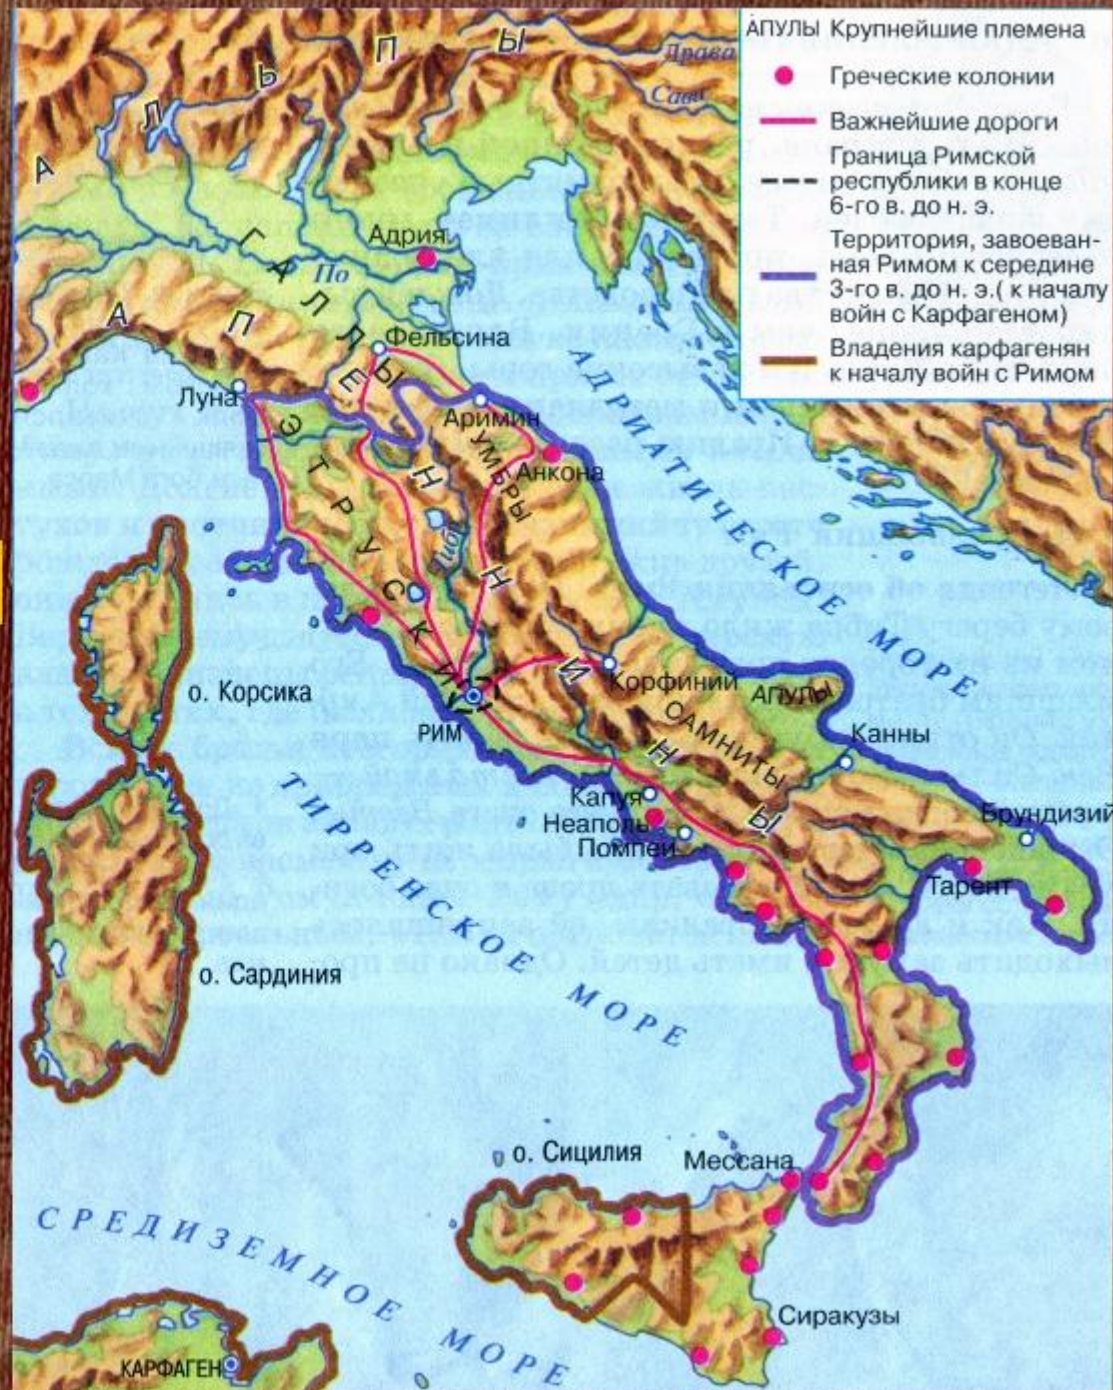 АПУЛЫ Крупнейшие племена
Греческие колонии
Важнейшие дороги
Граница Римской
республики в конце
6-го в. до н. э.
Территория, завоеван-
ная Римом к середине
3-го в. до н. э.( к началу
войн с Карфагеном)
Владения карфагенян
к началу войн с Римом
АЛЬПЫ
Драва
Сава
ГАЛЛЫ
Адрия
По
АПЕННИНЫ
Фельсина
Луна
Аримин
ЭТРУСКИ
УМБРЫ
Анкона
АДРИАТИЧЕСКОЕ МОРЕ
о. Корсика
РИМ
Корфиний
АПУЛЫ
САМНИТЫ
Канны
Капуя
Неаполь
Помпеи
Брундизий
Тарент
ТИРРЕНСКОЕ МОРЕ
о. Сардиния
о. Сицилия
Мессана
СРЕДИЗЕМНОЕ МОРЕ
Сиракузы
КАРФАГЕН